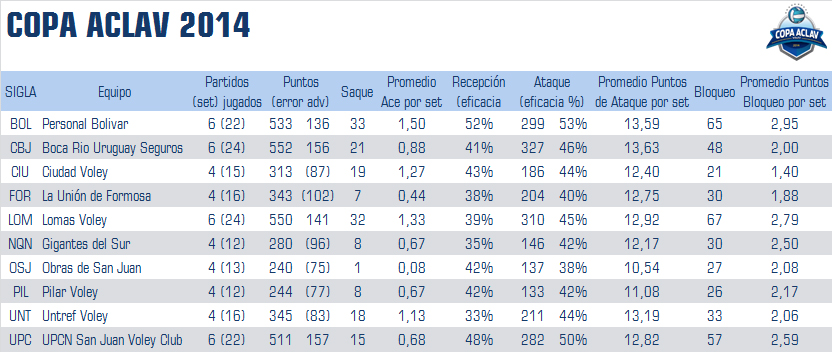 COPA ACLAV 2014
COPA ACLAV
SIGLA Equipo Partidos (set) jugados Puntos (error adv) Saque Promedio Ace por set Recepción (eficacia Ataque (eficacia %) Promedio Puntos de Ataque por set Bloqueo Promedio Puntos Bloqueo por set
BOL Personal Bolivar 6 (22) 533 136 33 1,50 52% 299 53% 13,59 65 2,95
CBJ Boca Rio Uruguay Seguros 6 (24) 552 156 21 0,88 41% 327 46% 13,63 48 2,00
CIU Ciudad Voley 4 (15) 313 (87) 19 1,27 43% 186 44% 12,40 21 1,40
FOR La Unión de Formosa 4 (16) 343 (102) 7 0,44 38% 204 40% 12,75 30 1,88
LOM Lomas Voley 6 (24) 550 141 32 1,33 39% 310 45% 12,92 67 2,79
NQN Gigantes del Sur 4 (12) 280 (96) 8 0,67 35% 146 42% 12,17 30 2,50
OSJ Obras de San Juan 4 (13) 240 (75) 1 0,08 42% 137 38% 10,54 27 2,08
PIL Pilar Voley 4 (12) 244 (77) 8 0,67 42% 133 42% 11,08 26 2,17
UNT Untref Voley 4 (16) 345 (83) 18 1,13 33% 211 44% 13,19 33 2,06
UPC UPCN San Juan Voley Club 6 (22) 511 157 15 0,68 48% 282 50% 12,82 57 2,59